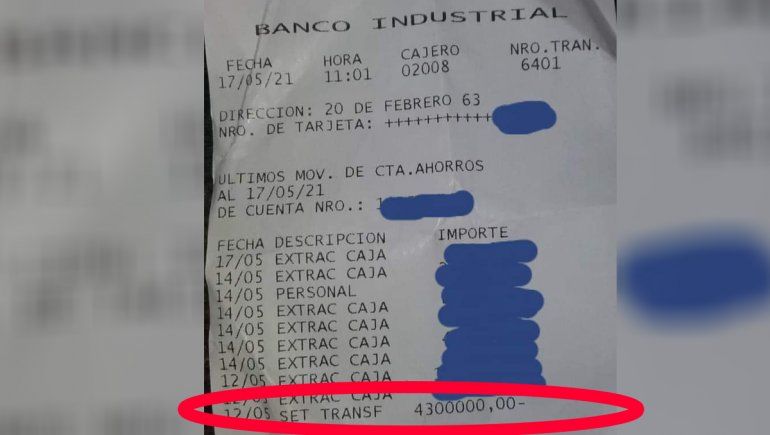 BANCO INDUSTRIAL
FECHA HORA CAJERO NRO.TRAN.
17/05/21 11:01 02008 6401
DIRECCION: 20 DE FEBRERO 63
NRO. DE TARJETA: +++++++++++
ULTIMOS MOV. DE CTA.AHORROS
AL 17/05/21
DE CUENTA NRO.: 1
FECHA DESCRIPCION IMPORTE
17/05 EXTRAC CAJA
14/05 EXTRAC CAJA
14/05 PERSONAL
14/05 EXTRAC CAJA
14/05 EXTRAC CAJA
14/05 EXTRAC CAJA
14/05 EXTRAC CAJA
12/05 EXTRAC CAJA
12/05 EXTRAC CAJA
12/05 SET TRANSF 4300000,00-